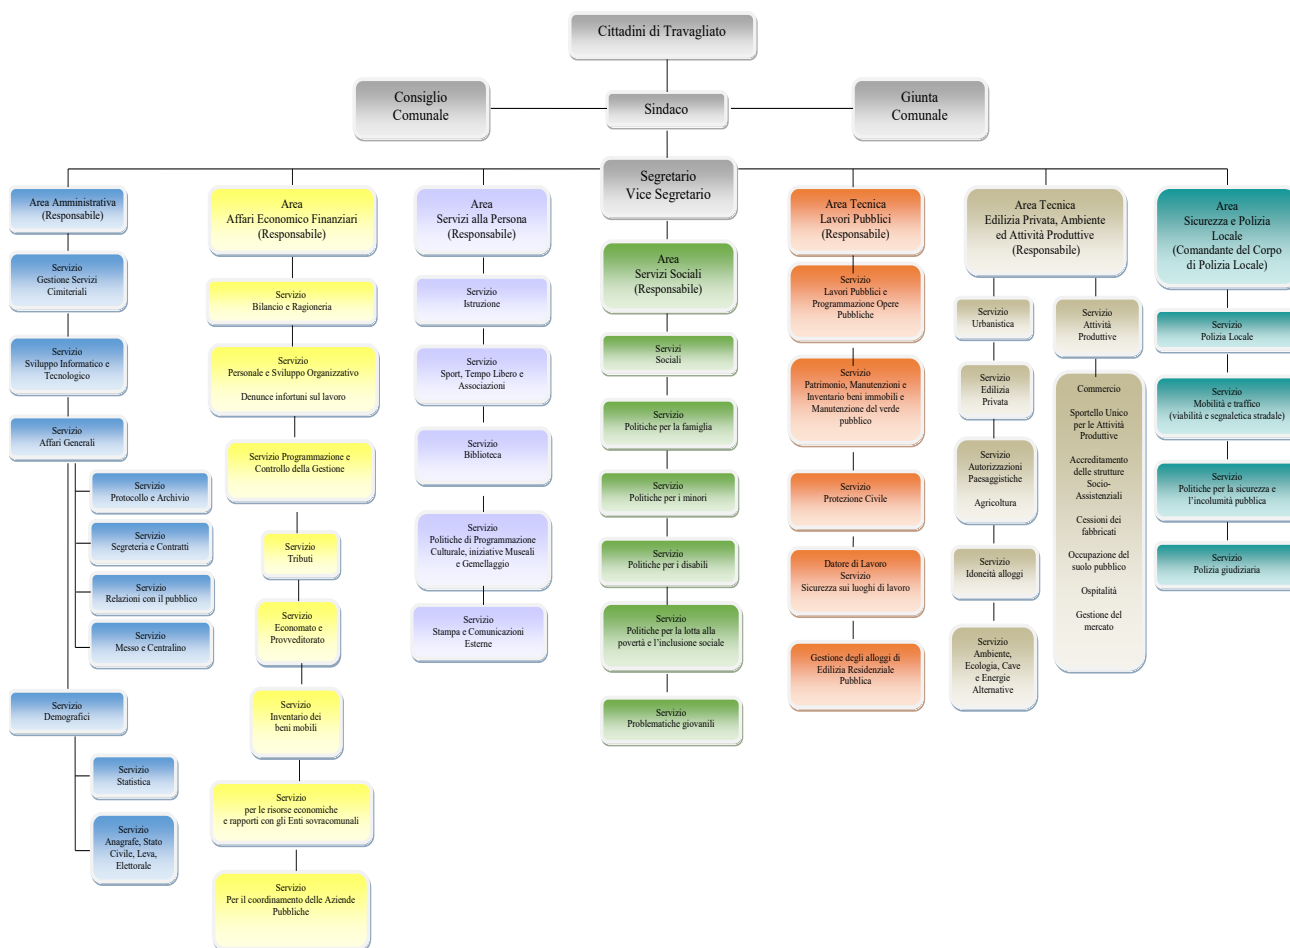 Cittadini di Travagliato
Consiglio
Comunale
Sindaco
Giunta
Comunale
Segretario
Vice Segretario
Area Amministrativa
(Responsabile)
Servizio
Gestione Servizi
Cimiteriali
Servizio
Sviluppo Informatico e
Tecnologico
Servizio
Affari Generali
Servizio
Protocollo e Archivio
Servizio
Segreteria e Contratti
Servizio
Relazioni con il pubblico
Servizio
Messo e Centralino
Servizio
Demografici
Servizio
Statistica
Servizio
Anagrafe, Stato
Civile, Leva,
Elettorale
Area
Affari Economico Finanziari
(Responsabile)
Servizio
Bilancio e Ragioneria
Servizio
Personale e Sviluppo Organizzativo
Denunce infortuni sul lavoro
Servizio Programmazione e
Controllo della Gestione
Servizio
Tributi
Servizio
Economato e
Provveditorato
Servizio
Inventario dei
beni mobili
Servizio
per le risorse economiche
e rapporti con gli Enti sovracomunali
Servizio
Per il coordinamento delle Aziende
Pubbliche
Area
Servizi alla Persona
(Responsabile)
Servizio
Istruzione
Servizio
Sport, Tempo Libero e
Associazioni
Servizio
Biblioteca
Servizio
Politiche di Programmazione
Culturale, iniziative Museali
e Gemellaggio
Servizio
Stampa e Comunicazioni
Esterne
Area
Servizi Sociali
(Responsabile)
Servizi
Sociali
Servizio
Politiche per la famiglia
Servizio
Politiche per i minori
Servizio
Politiche per i disabili
Servizio
Politiche per la lotta alla
povertà e l'inclusione sociale
Servizio
Problematiche giovanili
Area Tecnica
Lavori Pubblici
(Responsabile)
Servizio
Lavori Pubblici e
Programmazione Opere
Pubbliche
Servizio
Patrimonio, Manutenzioni e
Inventario beni immobili e
Manutenzione del verde
pubblico
Servizio
Protezione Civile
Datore di Lavoro
Servizio
Sicurezza sui luoghi di lavoro
Gestione degli alloggi di
Edilizia Residenziale
Pubblica
Area Tecnica
Edilizia Privata, Ambiente
ed Attività Produttive
(Responsabile)
Servizio
Urbanistica
Servizio
Edilizia
Privata
Servizio
Autorizzazioni
Paesaggistiche
Agricoltura
Servizio
Idoneità alloggi
Servizio
Ambiente,
Ecologia, Cave
e Energie
Alternative
Servizio
Attività
Produttive
Commercio
Sportello Unico
per le Attività
Produttive
Accreditamento
delle strutture
Socio-
Assistenziali
Cessioni dei
fabbricati
Occupazione del
suolo pubblico
Ospitalità
Gestione del
mercato
Area
Sicurezza e Polizia
Locale
(Comandante del Corpo
di Polizia Locale)
Servizio
Polizia Locale
Servizio
Mobilità e traffico
(viabilità e segnaletica stradale)
Servizio
Politiche per la sicurezza e
l'incolumità pubblica
Servizio
Polizia giudiziaria